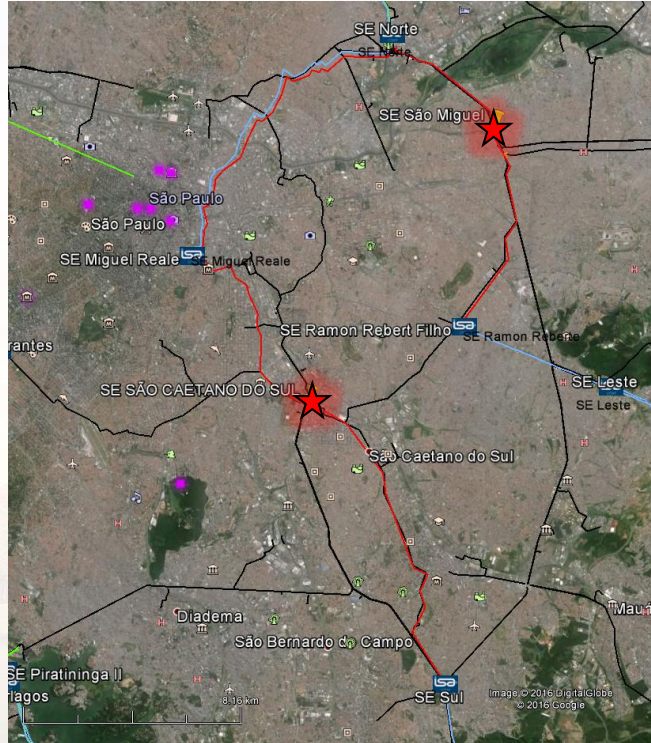 SE Norte
SE Norte
SE São Miguel
São Paulo
São Paulo
SE Miguel Reale
SE Miguel Reale
SE Ramon Rebert Filho
SE Ramon Reberte
rantes
SE Leste
SE Leste
SE SÃO CAETANO DO SUL
São Caetano do Sul
Diadema
Mauá
São Bernardo do Campo
SE Piratininga II
rlagos
SE Sul
8.16 km
Image © 2016 DigitalGlobe
© 2016 Google